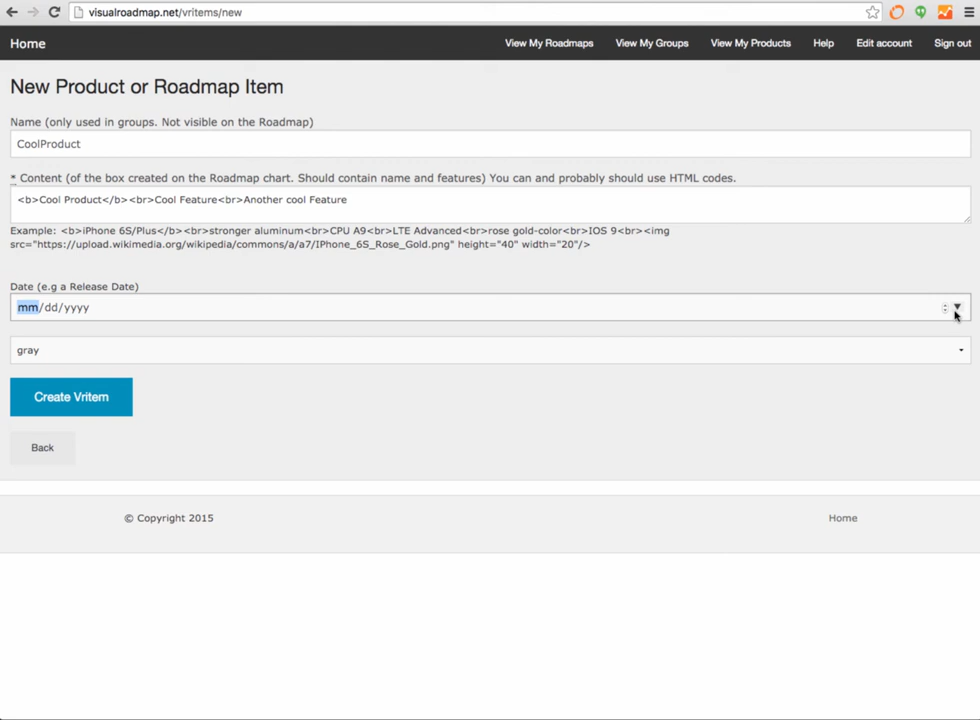 visualroadmap.net/vritems/new
Home View My Roadmaps View My Groups View My Products Help Edit account Sign out
New Product or Roadmap Item
Name (only used in groups. Not visible on the Roadmap)
CoolProduct
* Content (of the box created on the Roadmap chart. Should contain name and features) You can and probably should use HTML codes.
<b>Cool Product</b><br>Cool Feature<br>Another cool Feature
Example: <b>iPhone 6S/Plus</b><br>stronger aluminum<br>CPU A9<br>LTE Advanced<br>rose gold-color<br>IOS 9<br><img
src="https://upload.wikimedia.org/wikipedia/commons/a/a7/IPhone_6S_Rose_Gold.png" height="40" width="20"/>
Date (e.g a Release Date)
mm/dd/yyyy
gray
Create Vritem
Back
© Copyright 2015 Home